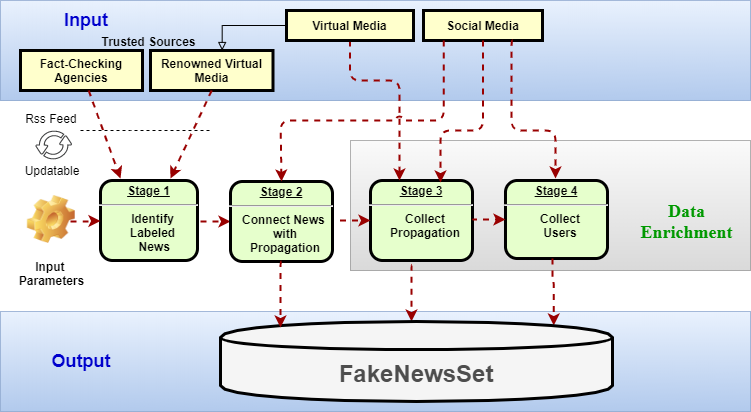 Input
Virtual Media
Social Media
Trusted Sources
Fact-Checking
Agencies
Renowned Virtual
Media
Rss Feed
Updatable
Stage 1
Identify
Labeled
News
Stage 2
Connect News
with
Propagation
Stage 3
Collect
Propagation
Stage 4
Collect
Users
Data
Enrichment
Input
Parameters
Output
FakeNewsSet